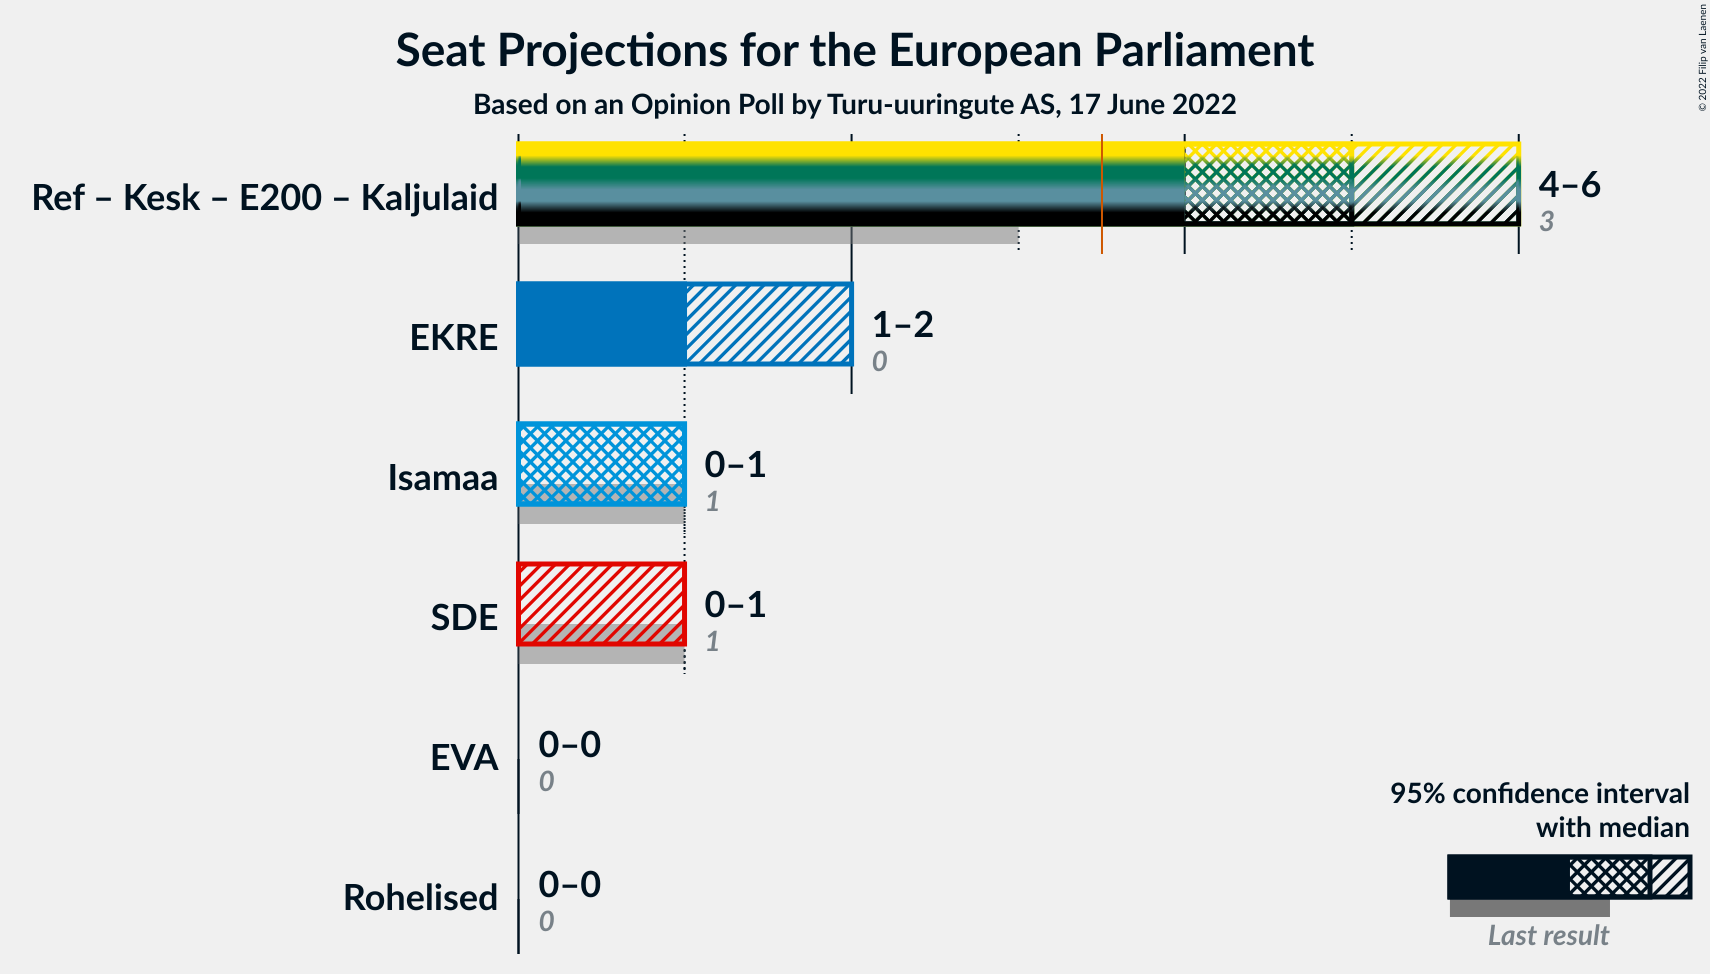 Seat Projections for the European Parliament
Based on an Opinion Poll by Turu-uuringute AS, 17 June 2022
© 2022 Filip van Laenen
Ref – Kesk – E200 – Kaljulaid
4–6
3
EKRE
1–2
0
Isamaa
0–1
1
SDE
0–1
1
EVA
0–0
0
Rohelised
0–0
0
95% confidence interval
with median
Last result